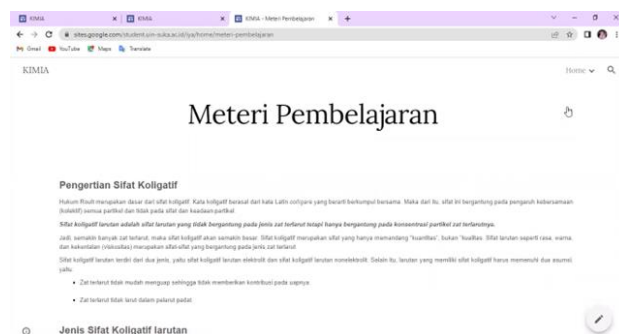 KIMIA
KIMIA
KIMIA - Meteri Pembelajaran
sites.google.com/student.uin-suka.ac.id/iya/home/meteri-pembelajaran
Gmail YouTube Maps Translate
KIMIA
Home
Meteri Pembelajaran
Pengertian Sifat Koligatif
Hukum Roult merupakan dasar dari sifat koligatif. Kata koligatif berasal dari kata Latin colligare yang berarti berkumpul bersama. Maka dari itu, sifat ini bergantung pada pengaruh kebersamaan
(kolektif) semua partikel dan tidak pada sifat dan keadaan partikel.
Sifat koligatif larutan adalah sifat larutan yang tidak bergantung pada jenis zat terlarut tetapi hanya bergantung pada konsentrasi partikel zat terlarutnya.
Jadi, semakin banyak zat terlarut, maka sifat koligatif akan semakin besar. Sifat koligatif merupakan sifat yang hanya memandang "kuantitas", bukan "kualitas. Sifat larutan seperti rasa, warna,
dan kekentalan (viskositas) merupakan sifat-sifat yang bergantung pada jenis zat terlarut.
Sifat koligatif larutan terdiri dari dua jenis, yaitu sifat koligatif larutan elektrolit dan sifat koligatif larutan nonelektrolit. Selain itu, larutan yang memiliki sifat koligatif harus memenuhi dua asumsi,
yaitu
Zat terlarut tidak mudah menguap sehingga tidak memberikan kontribusi pada uapnya.
Zat terlarut tidak larut dalam pelarut padat.
Jenis Sifat Koligatif larutan